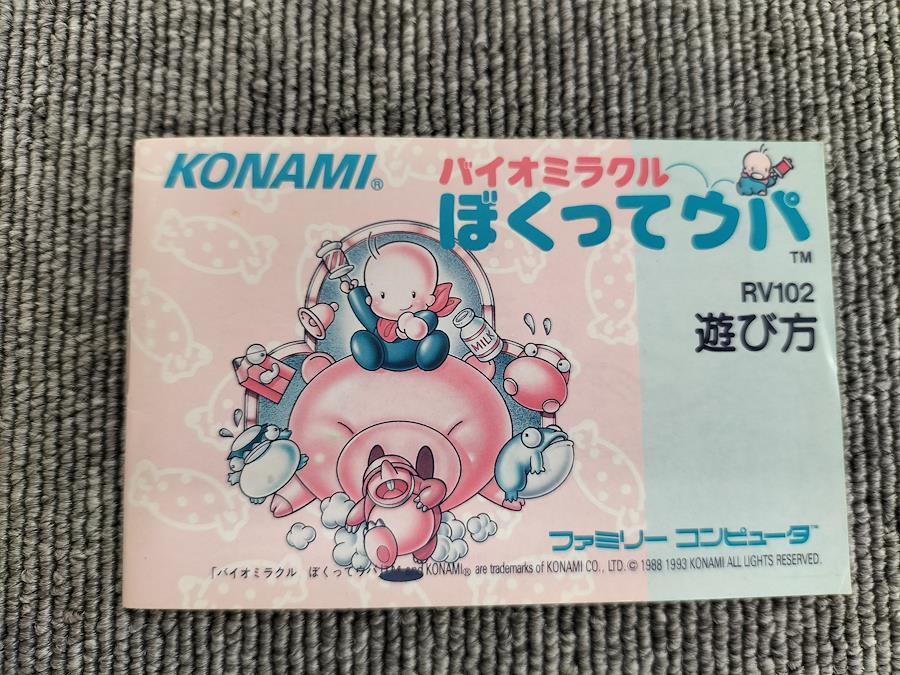 KONAMI®
バイオミラクル
ぼくってウパ
TM
RV102
遊び方
MILK
ファミリー コンピュータ™
「バイオミラクル ぼくってウパ」TM and KONAMI® are trademarks of KONAMI CO., LTD. © 1988 1993 KONAMI ALL LIGHTS RESERVED.